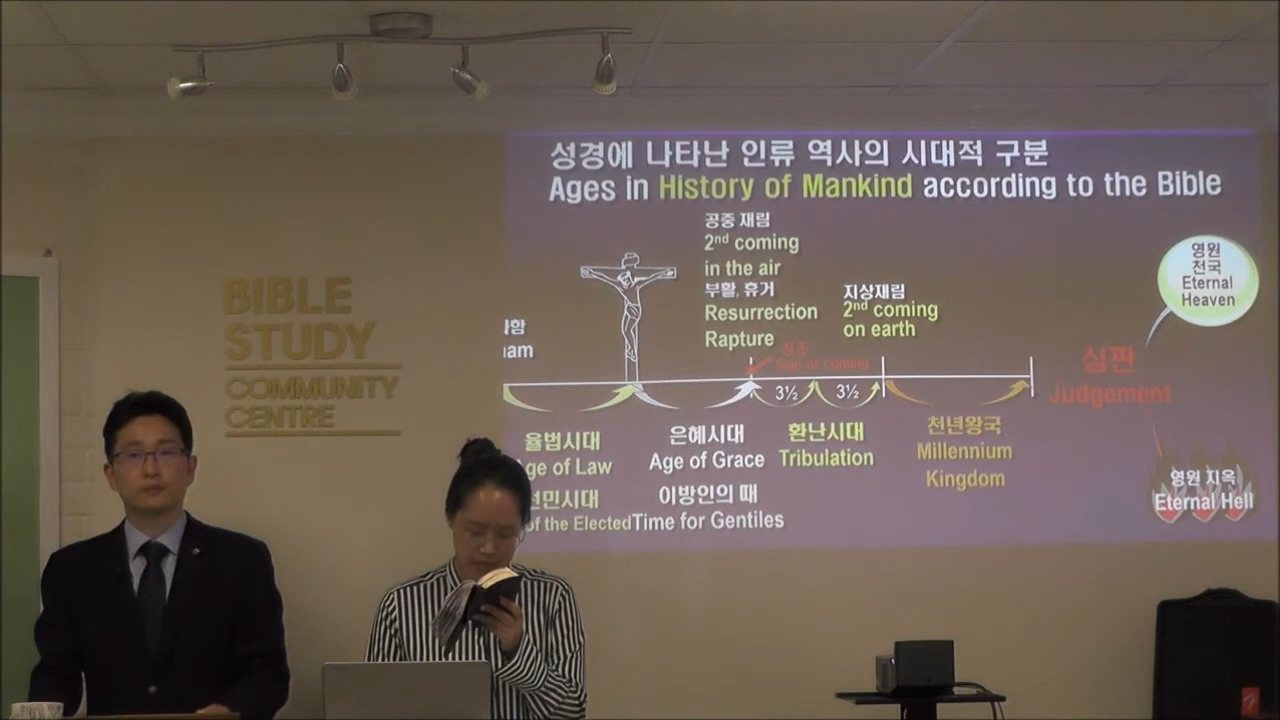 BIBLE
STUDY
COMMUNITY
CENTRE
성경에 나타난 인류 역사의 시대적 구분
Ages in History of Mankind according to the Bible
공중 재림
2nd coming
in the air
부활, 휴거
Resurrection
Rapture
지상재림
2nd coming
on earth
영원
천국
Eternal
Heaven
심판
Judgement
3½
3½
율법시대
of Law
은혜시대
Age of Grace
이방인의 때
Time for Gentiles
환난시대
Tribulation
천년왕국
Millennium
Kingdom
of the Elected
영원 지옥
Eternal Hell